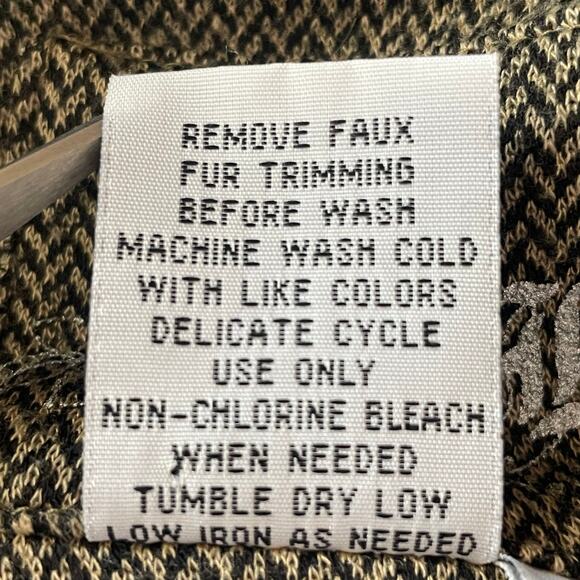 REMOVE FAUX
FUR TRIMMING
BEFORE WASH
MACHINE WASH COLD
WITH LIKE COLORS
DELICATE CYCLE
USE ONLY
NON-CHLORINE BLEACH
WHEN NEEDED
TUMBLE DRY LOW
LOW IRON AS NEEDED